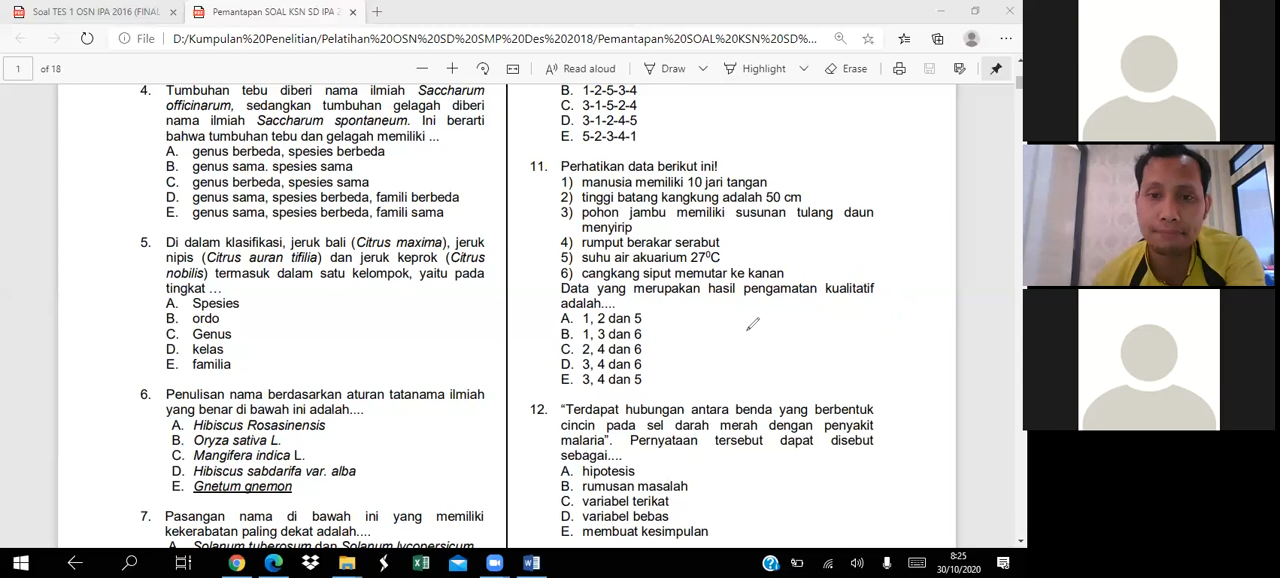 Soal TES 1 OSN IPA 2016 (FINAL
Pemantapan SOAL KSN SD IPA 2
File
D:/Kumpulan%20Penelitian/Pelatihan%20OSN%20SD%20SMP%20Des%202018/Pemantapan%20SOAL%20KSN%20SD%...
1 of 18
Read aloud
Draw
Highlight
Erase
4. Tumbuhan tebu diberi nama ilmiah Saccharum
officinarum, sedangkan tumbuhan gelagah diberi
nama ilmiah Saccharum spontaneum. Ini berarti
bahwa tumbuhan tebu dan gelagah memiliki ...
A. genus berbeda, spesies berbeda
B. genus sama. spesies sama
C. genus berbeda, spesies sama
D. genus sama, spesies berbeda, famili berbeda
E. genus sama, spesies berbeda, famili sama
5. Di dalam klasifikasi, jeruk bali (Citrus maxima), jeruk
nipis (Citrus auran tifilia) dan jeruk keprok (Citrus
nobilis) termasuk dalam satu kelompok, yaitu pada
tingkat …
A. Spesies
B. ordo
C. Genus
D. kelas
E. familia
6. Penulisan nama berdasarkan aturan tatanama ilmiah
yang benar di bawah ini adalah....
A. Hibiscus Rosasinensis
B. Oryza sativa L.
C. Mangifera indica L.
D. Hibiscus sabdarifa var. alba
E. Gnetum gnemon
7. Pasangan nama di bawah ini yang memiliki
kekerabatan paling dekat adalah....
A. Solanum tuberosum dan Solanum lycopersicum
B. 1-2-5-3-4
C. 3-1-5-2-4
D. 3-1-2-4-5
E. 5-2-3-4-1
11. Perhatikan data berikut ini!
1) manusia memiliki 10 jari tangan
2) tinggi batang kangkung adalah 50 cm
3) pohon jambu memiliki susunan tulang daun
menyirip
4) rumput berakar serabut
5) suhu air akuarium 27⁰C
6) cangkang siput memutar ke kanan
Data yang merupakan hasil pengamatan kualitatif
adalah....
A. 1, 2 dan 5
B. 1, 3 dan 6
C. 2, 4 dan 6
D. 3, 4 dan 6
E. 3, 4 dan 5
12. “Terdapat hubungan antara benda yang berbentuk
cincin pada sel darah merah dengan penyakit
malaria”. Pernyataan tersebut dapat disebut
sebagai....
A. hipotesis
B. rumusan masalah
C. variabel terikat
D. variabel bebas
E. membuat kesimpulan
8:25
30/10/2020